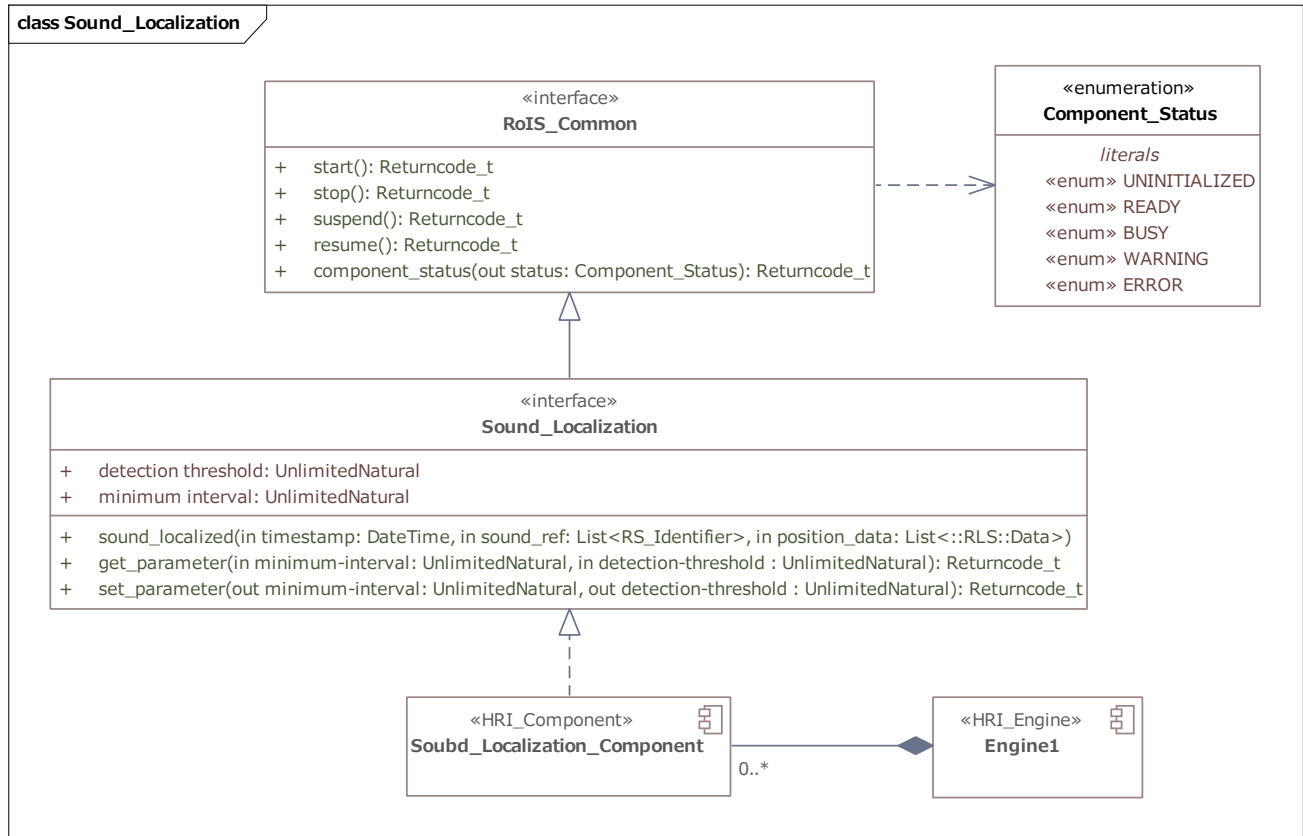 class Sound_Localization
«interface»
RoIS_Common
+ start(): Returncode_t
+ stop(): Returncode_t
+ suspend(): Returncode_t
+ resume(): Returncode_t
+ component_status(out status: Component_Status): Returncode_t
«enumeration»
Component_Status
literals
«enum» UNINITIALIZED
«enum» READY
«enum» BUSY
«enum» WARNING
«enum» ERROR
«interface»
Sound_Localization
+ detection threshold: UnlimitedNatural
+ minimum interval: UnlimitedNatural
+ sound_localized(in timestamp: DateTime, in sound_ref: List<RS_Identifier>, in position_data: List<::RLS::Data>)
+ get_parameter(in minimum-interval: UnlimitedNatural, in detection-threshold : UnlimitedNatural): Returncode_t
+ set_parameter(out minimum-interval: UnlimitedNatural, out detection-threshold : UnlimitedNatural): Returncode_t
«HRI_Component»
Soubd_Localization_Component
0..*
«HRI_Engine»
Engine1